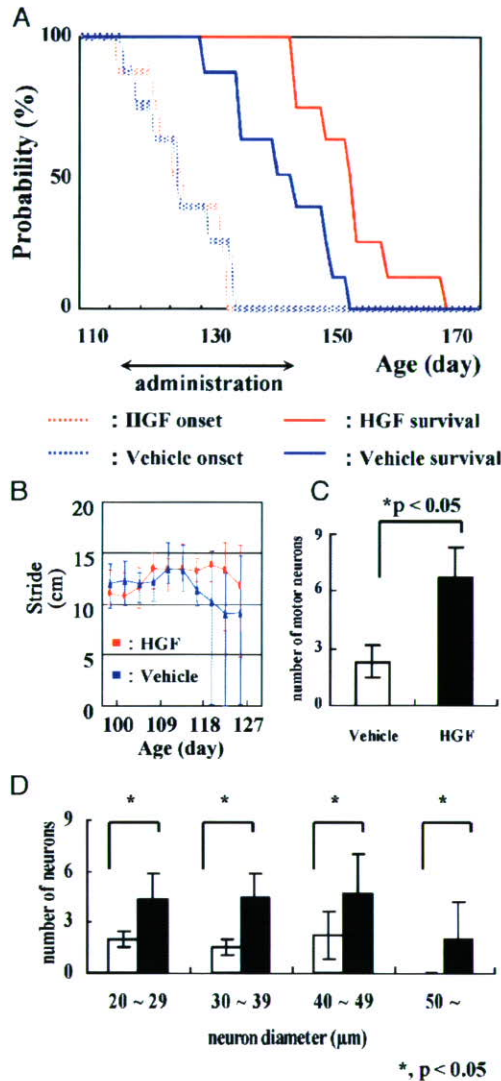 A
Probability (%)
100
50
0
110 130 150 170
Age (day)
administration
: HGF onset : HGF survival
: Vehicle onset : Vehicle survival
B
Stride
(cm)
20
15
10
5
0
: HGF
: Vehicle
100 109 118 127
Age (day)
C
*p < 0.05
number of motor neurons
9
6
3
0
Vehicle HGF
D
number of neurons
9
6
3
0
* * * *
20 ~ 29 30 ~ 39 40 ~ 49 50 ~
neuron diameter (μm)
*, p < 0.05